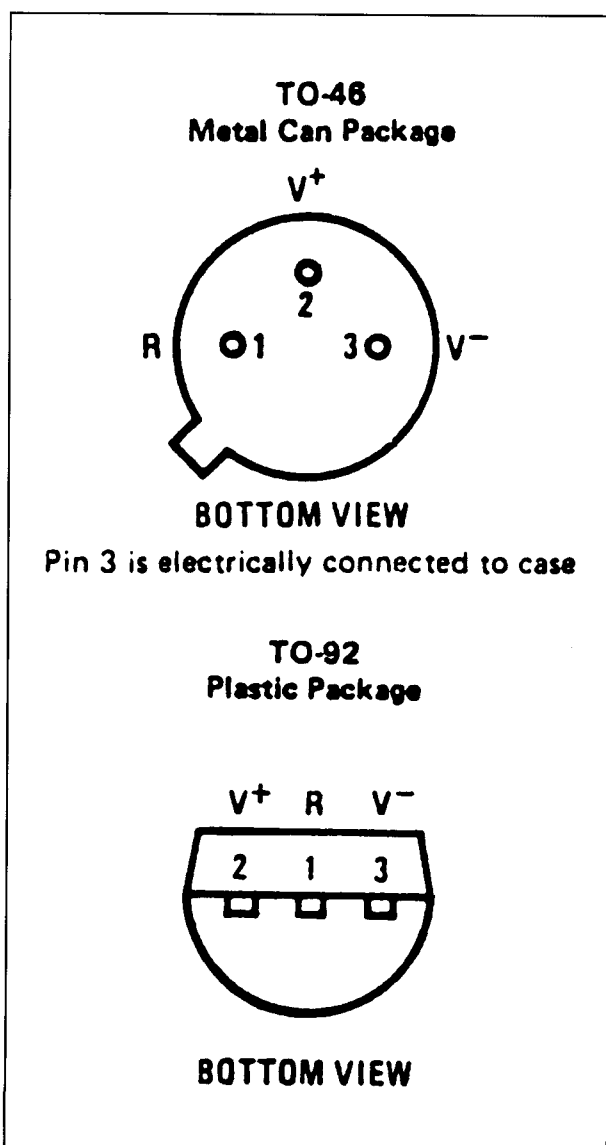 TO-46
Metal Can Package
V+
2
R 1 3 V−
BOTTOM VIEW
Pin 3 is electrically connected to case
TO-92
Plastic Package
V+ R V−
2 1 3
BOTTOM VIEW